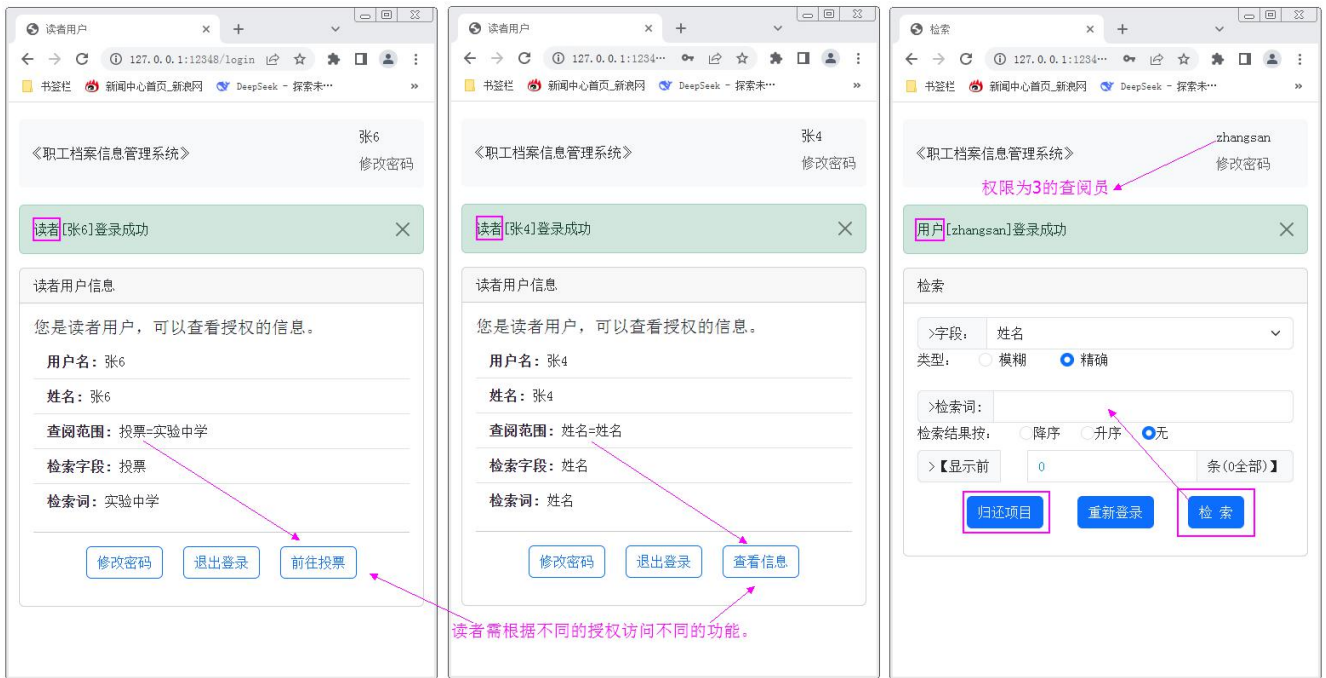 读者用户
127.0.0.1:12348/login
书签栏 新闻中心首页_新浪网 DeepSeek - 探索未… »
《职工档案信息管理系统》
张6
修改密码
读者[张6]登录成功
读者用户信息
您是读者用户，可以查看授权的信息。
用户名：张6
姓名：张6
查阅范围：投票=实验中学
检索字段：投票
检索词：实验中学
修改密码 退出登录 前往投票
读者用户
127.0.0.1:1234…
书签栏 新闻中心首页_新浪网 DeepSeek - 探索未… »
《职工档案信息管理系统》
张4
修改密码
读者[张4]登录成功
读者用户信息
您是读者用户，可以查看授权的信息。
用户名：张4
姓名：张4
查阅范围：姓名=姓名
检索字段：姓名
检索词：姓名
修改密码 退出登录 查看信息
读者需根据不同的授权访问不同的功能。
检索
127.0.0.1:1234…
书签栏 新闻中心首页_新浪网 DeepSeek - 探索未… »
《职工档案信息管理系统》
zhangsan
修改密码
权限为3的查阅员
用户[zhangsan]登录成功
检索
>字段： 姓名
类型： 模糊 精确
>检索词：
检索结果按： 降序 升序 无
>【显示前 0 条(0全部)】
归还项目 重新登录 检 索